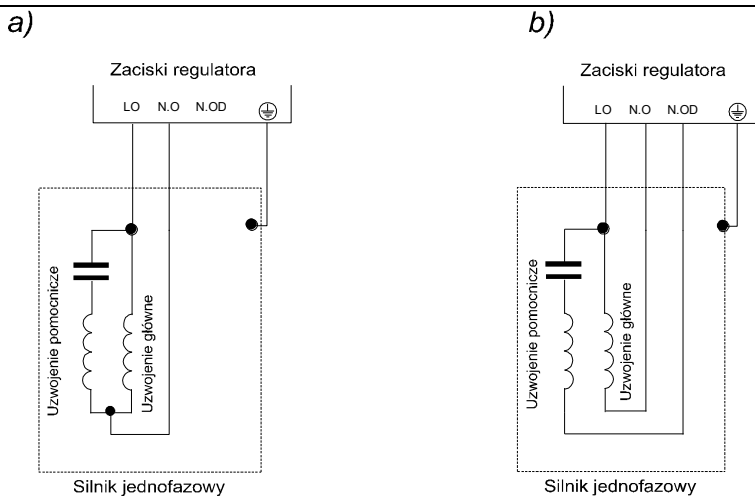 a)
Zaciski regulatora
LO N.O N.OD
Uzwojenie pomocnicze
Uzwojenie główne
Silnik jednofazowy
b)
Zaciski regulatora
LO N.O N.OD
Uzwojenie pomocnicze
Uzwojenie główne
Silnik jednofazowy